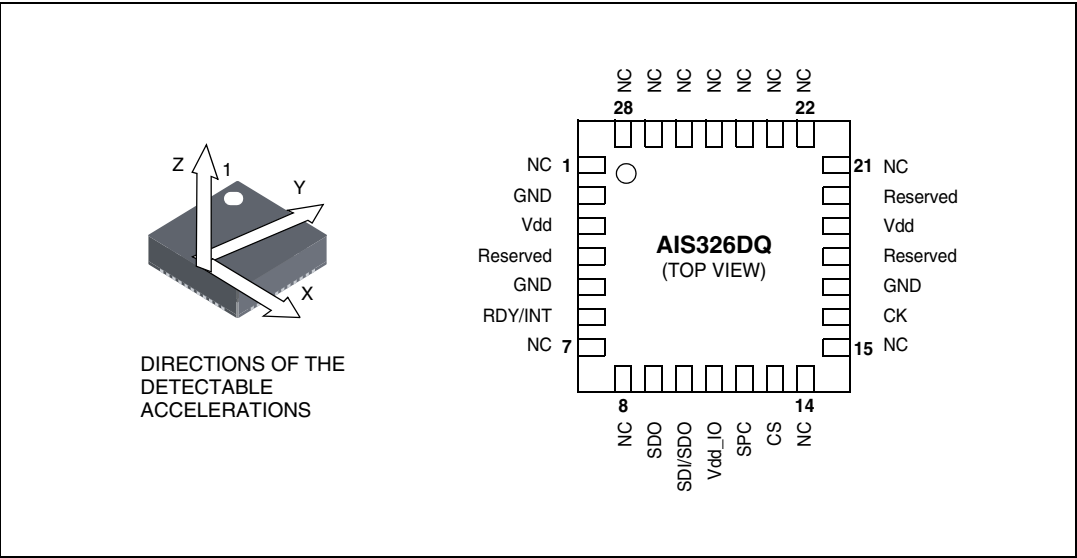 Z
1
Y
X
DIRECTIONS OF THE
DETECTABLE
ACCELERATIONS
NC NC NC NC NC NC NC
28 22
NC 1
GND
Vdd
Reserved
GND
RDY/INT
NC 7
AIS326DQ
(TOP VIEW)
21 NC
Reserved
Vdd
Reserved
GND
CK
15 NC
8 14
NC SDO SDI/SDO Vdd_IO SPC CS NC